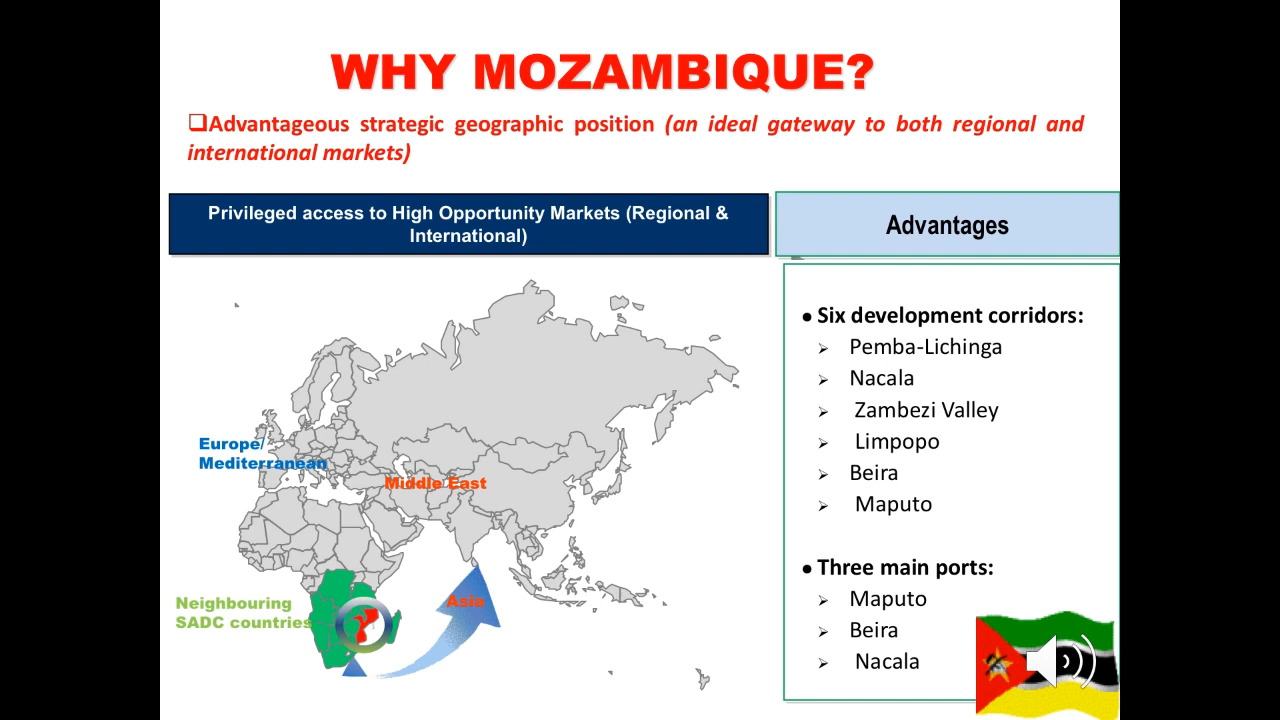 WHY MOZAMBIQUE?
❑Advantageous strategic geographic position (an ideal gateway to both regional and
international markets)
Privileged access to High Opportunity Markets (Regional &
International)
Advantages
Europe/
Mediterranean
Middle East
Asia
Neighbouring
SADC countries
• Six development corridors:
➢ Pemba-Lichinga
➢ Nacala
➢ Zambezi Valley
➢ Limpopo
➢ Beira
➢ Maputo
• Three main ports:
➢ Maputo
➢ Beira
➢ Nacala